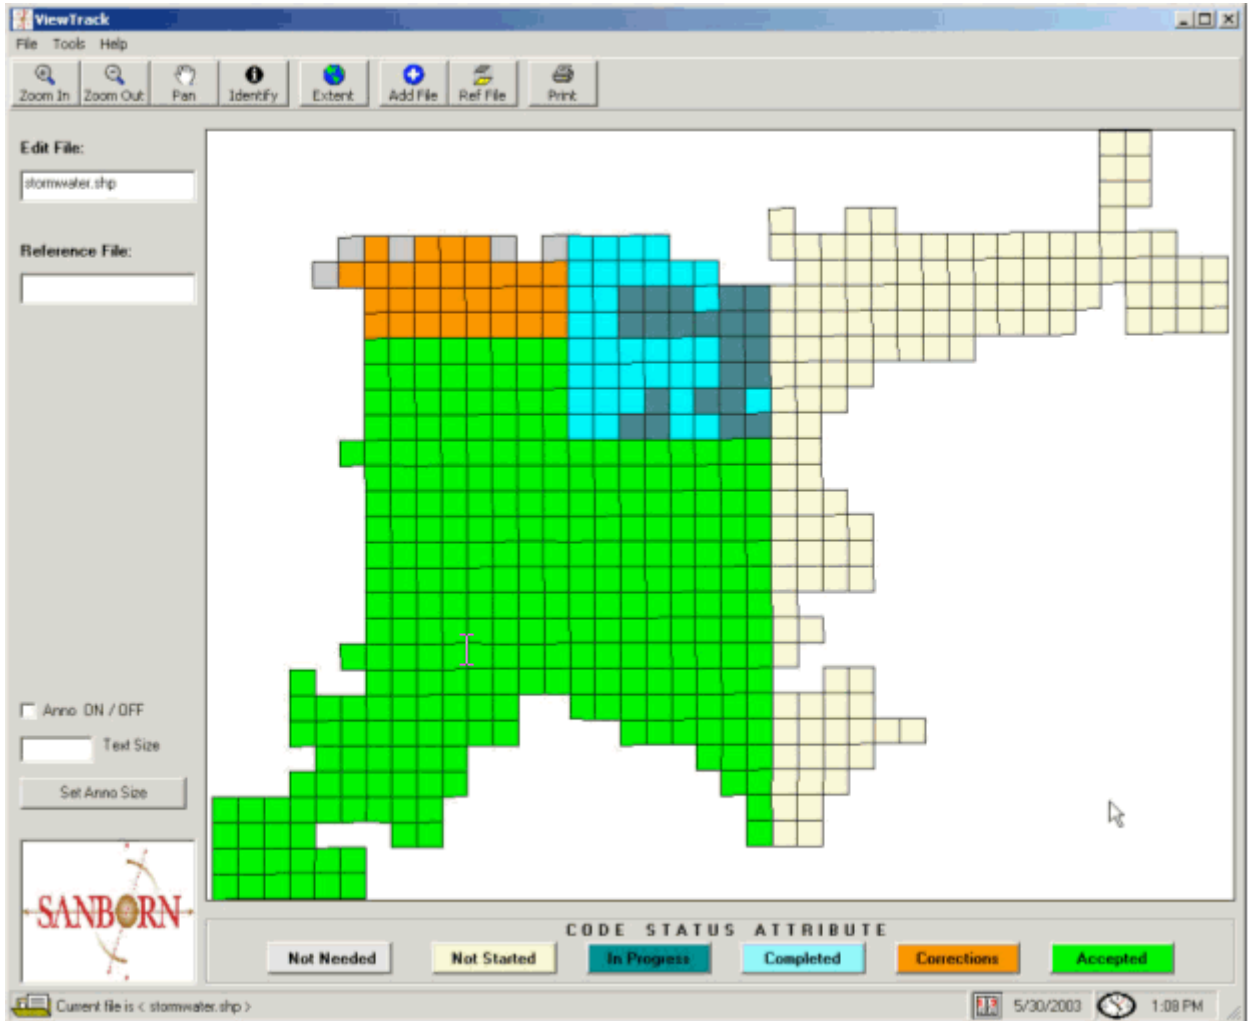 ViewTrack
File Tools Help
Zoom In Zoom Out Pan Identify Extent Add File Ref File Print
Edit File:
stormwater.shp
Reference File:
Anno ON / OFF
Text Size
Set Anno Size
SANBORN
CODE STATUS ATTRIBUTE
Not Needed Not Started In Progress Completed Corrections Accepted
Current file is < stormwater.shp > 5/30/2003 1:08 PM